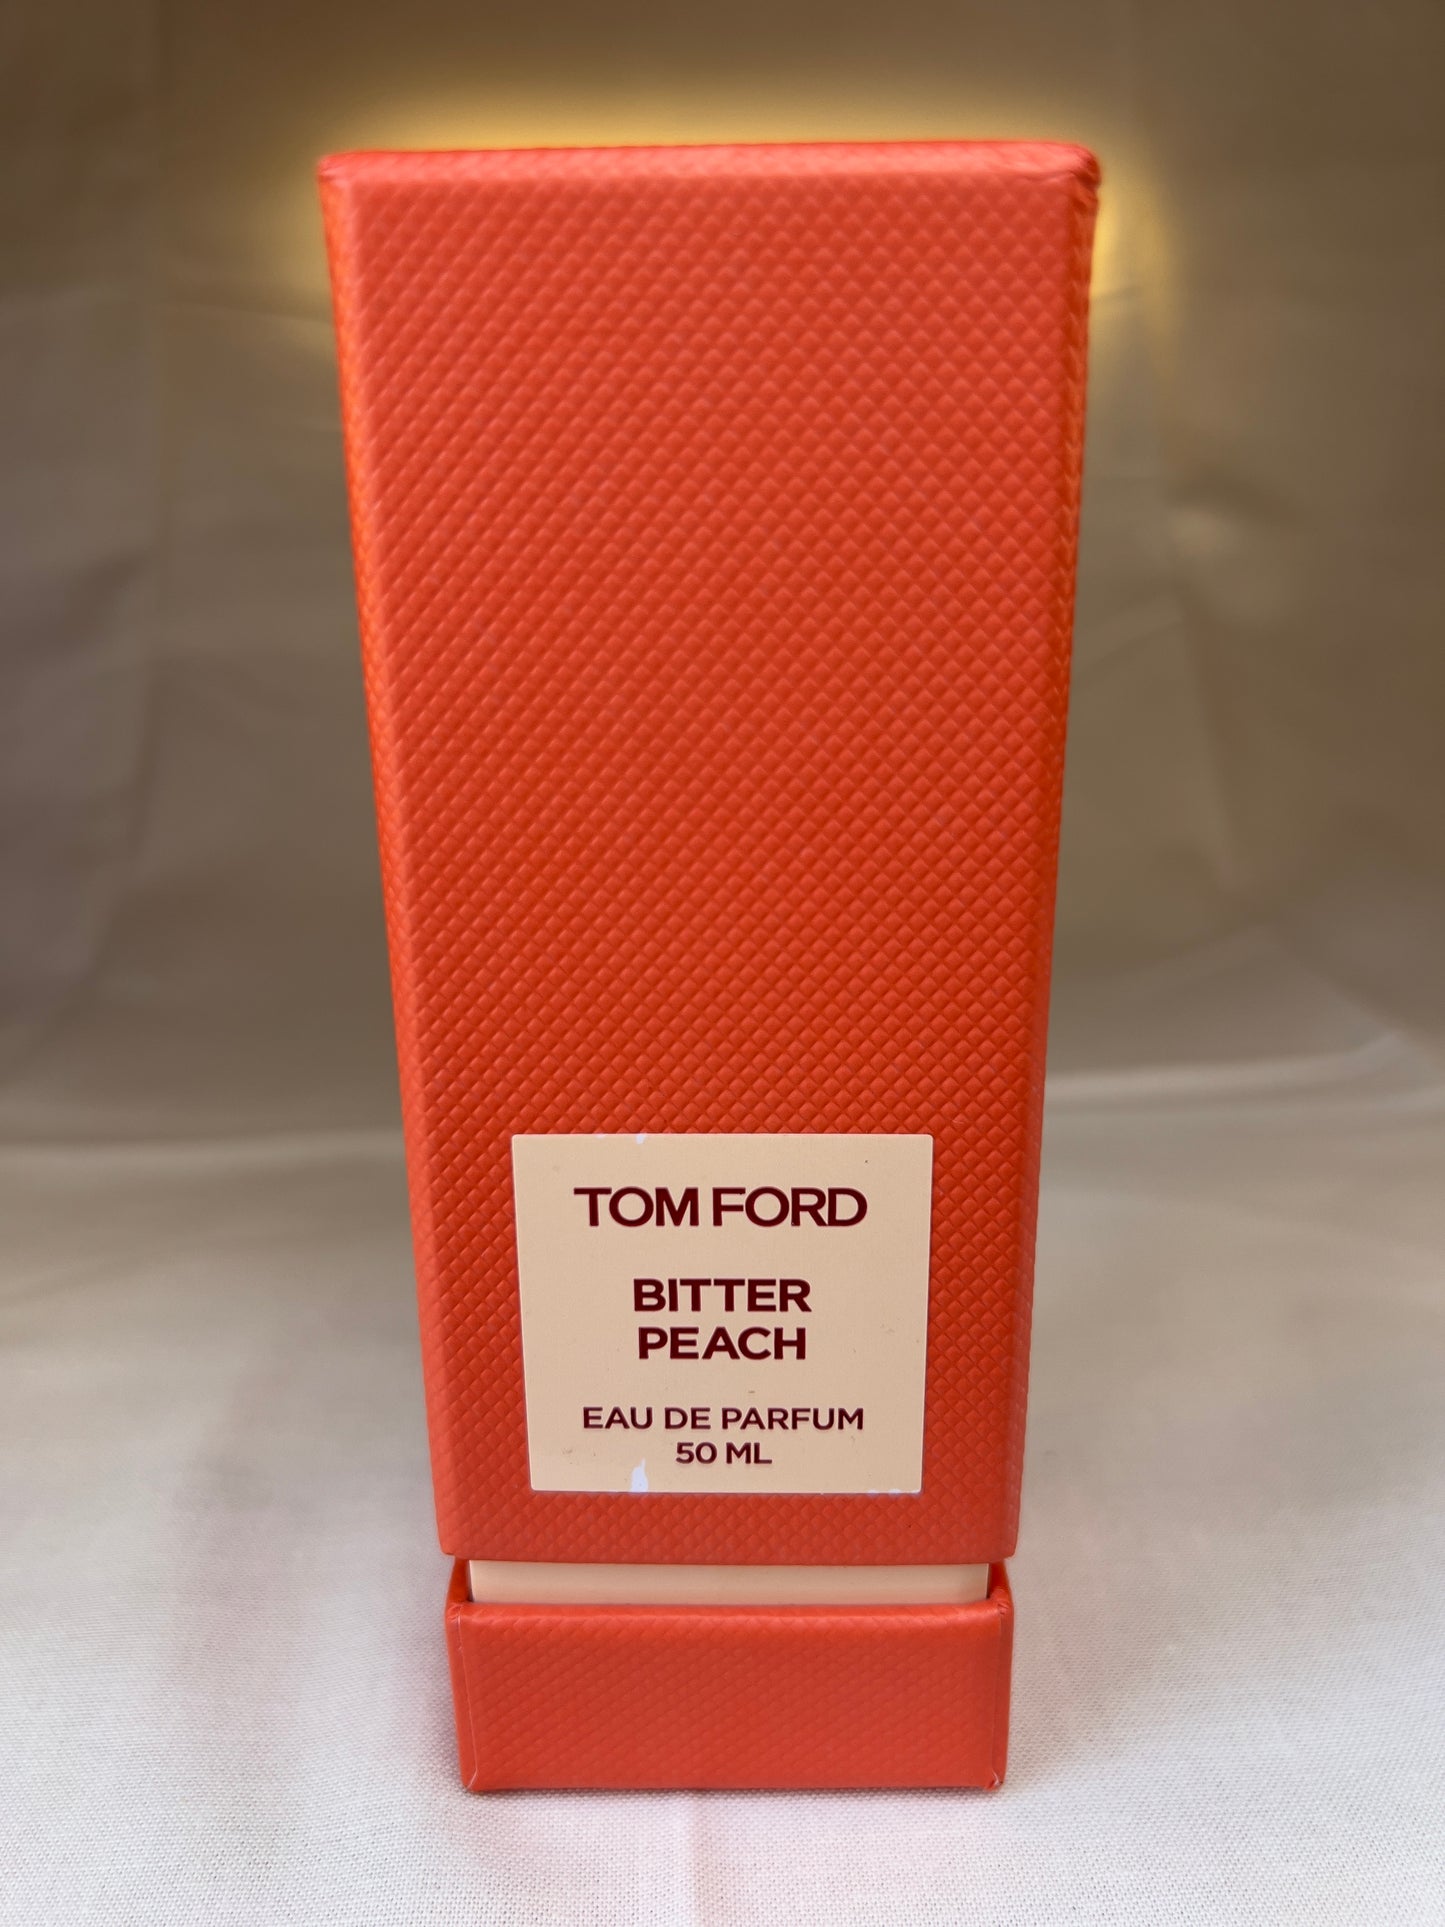 TOM FORD
BITTER
PEACH
EAU DE PARFUM
50 ML